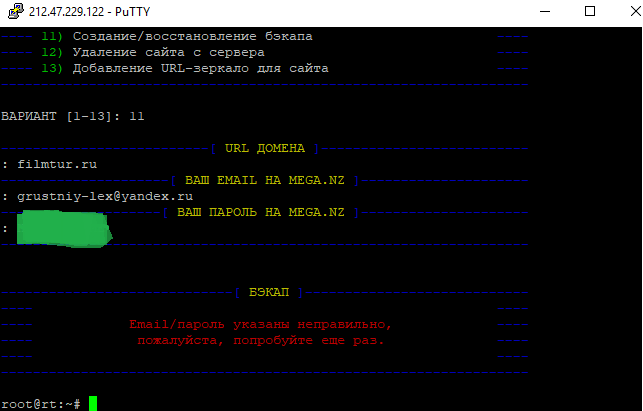 212.47.229.122 - PuTTY
---- 11) Создание/восстановление бэкапа ----
---- 12) Удаление сайта с сервера ----
---- 13) Добавление URL-зеркало для сайта ----
ВАРИАНТ [1-13]: 11
[ URL ДОМЕНА ]
: filmtur.ru
[ ВАШ EMAIL НА MEGA.NZ ]
: grustniy-lex@yandex.ru
[ ВАШ ПАРОЛЬ НА MEGA.NZ ]
:
[ БЭКАП ]
Email/пароль указаны неправильно,
пожалуйста, попробуйте еще раз.
root@rt:~#